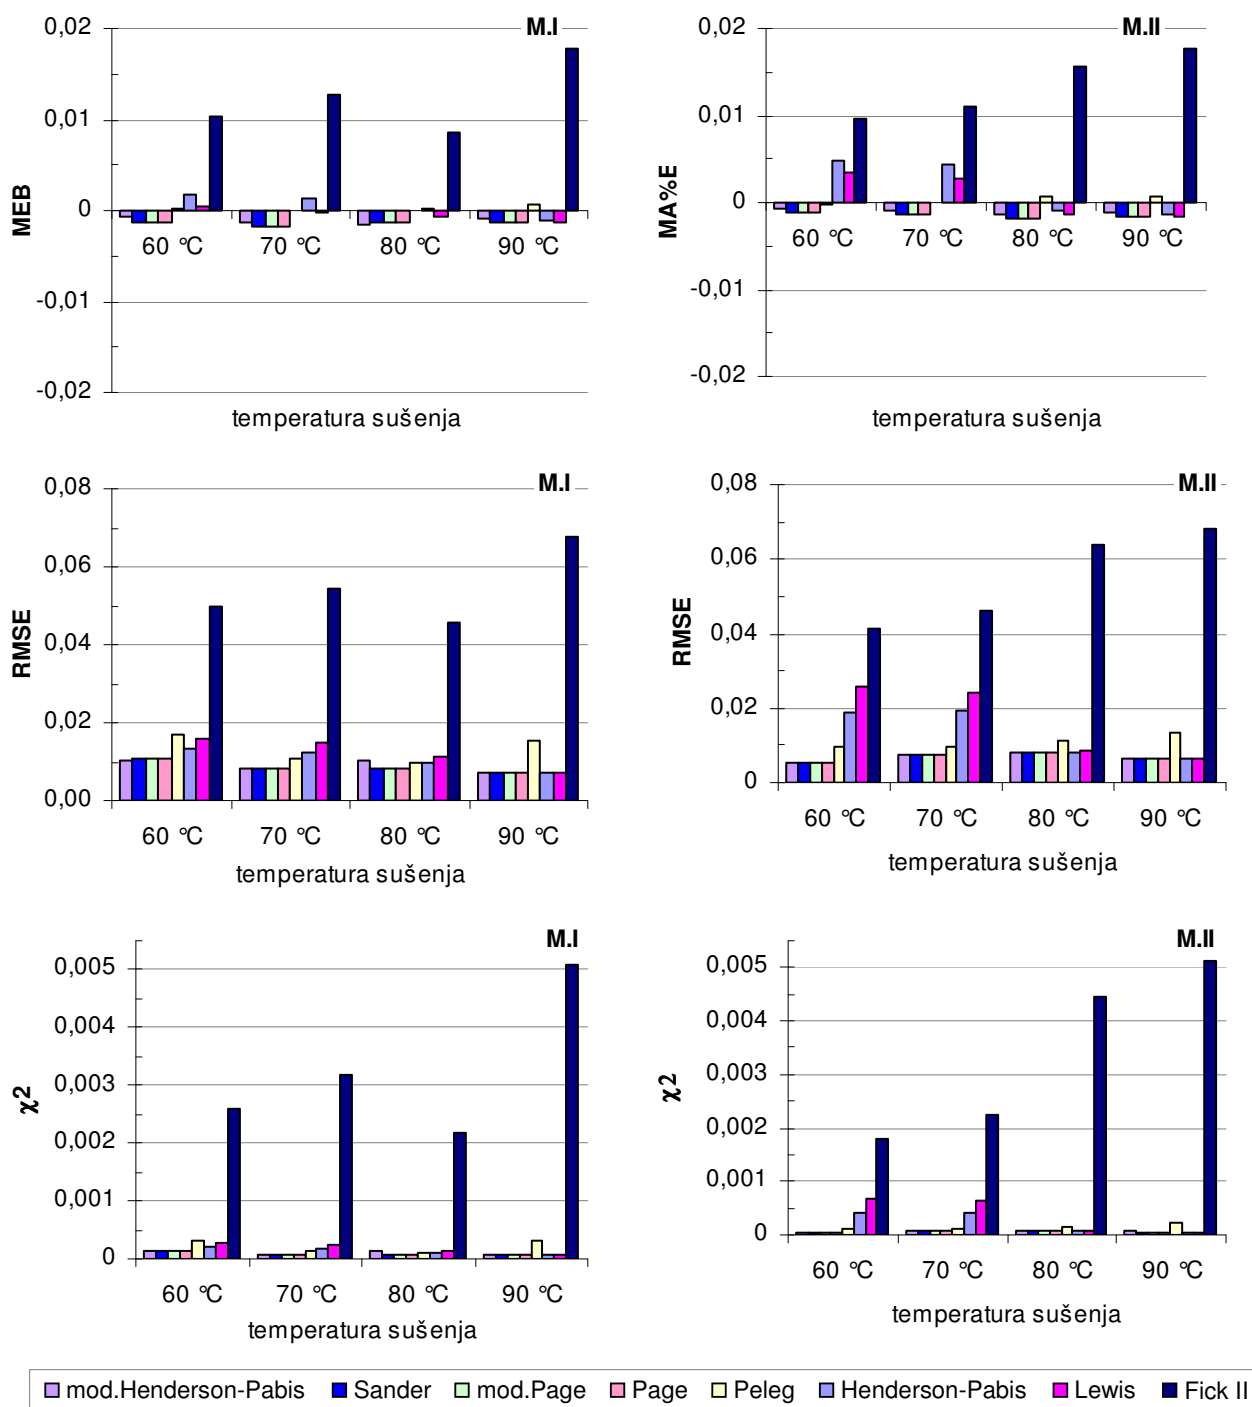 M.I
0,02
0,01
0
-0,01
-0,02
MEB
60 °C 70 °C 80 °C 90 °C
temperatura sušenja
M.II
0,02
0,01
0
-0,01
-0,02
MA%E
60 °C 70 °C 80 °C 90 °C
temperatura sušenja
M.I
0,08
0,06
0,04
0,02
0,00
RMSE
60 °C 70 °C 80 °C 90 °C
temperatura sušenja
M.II
0,08
0,06
0,04
0,02
0
RMSE
60 °C 70 °C 80 °C 90 °C
temperatura sušenja
M.I
0,005
0,004
0,003
0,002
0,001
0
χ2
60 °C 70 °C 80 °C 90 °C
temperatura sušenja
M.II
0,005
0,004
0,003
0,002
0,001
0
χ2
60 °C 70 °C 80 °C 90 °C
temperatura sušenja
mod.Henderson-Pabis Sander mod.Page Page Peleg Henderson-Pabis Lewis Fick II